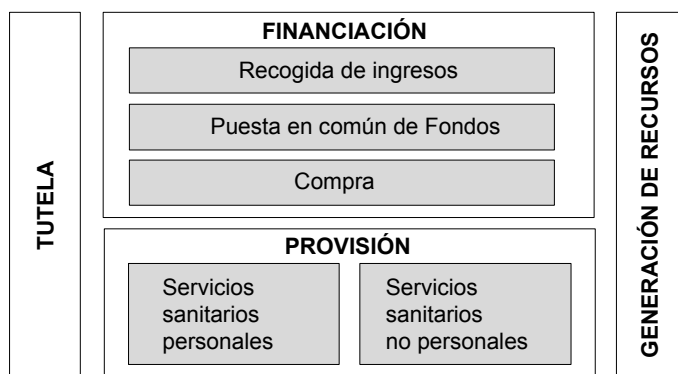 TUTELA
FINANCIACIÓN
Recogida de ingresos
Puesta en común de Fondos
Compra
PROVISIÓN
Servicios
sanitarios
personales
Servicios
sanitarios
no personales
GENERACIÓN DE RECURSOS